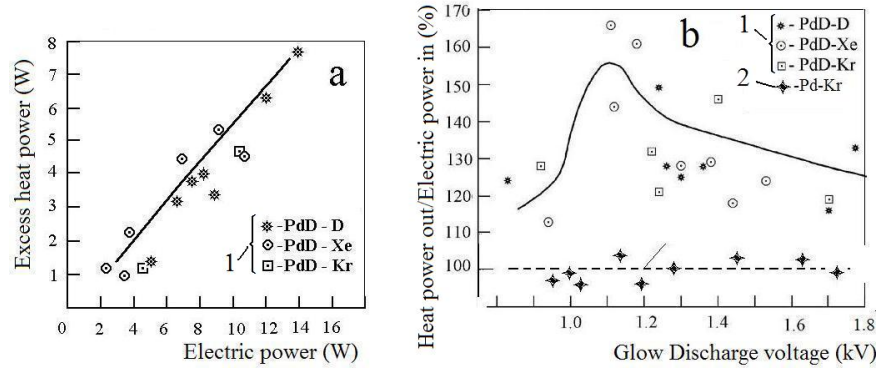 a
Excess heat power (W)
8
7
6
5
4
3
2
1
0 2 4 6 8 10 12 14 16
Electric power (W)
1
-PdD - D
-PdD - Xe
-PdD - Kr
b
Heat power out/Electric power in (%)
170
160
150
140
130
120
110
100
1.0 1.2 1.4 1.6 1.8
Glow Discharge voltage (kV)
1
- PdD-D
- PdD-Xe
- PdD-Kr
2 -Pd-Kr